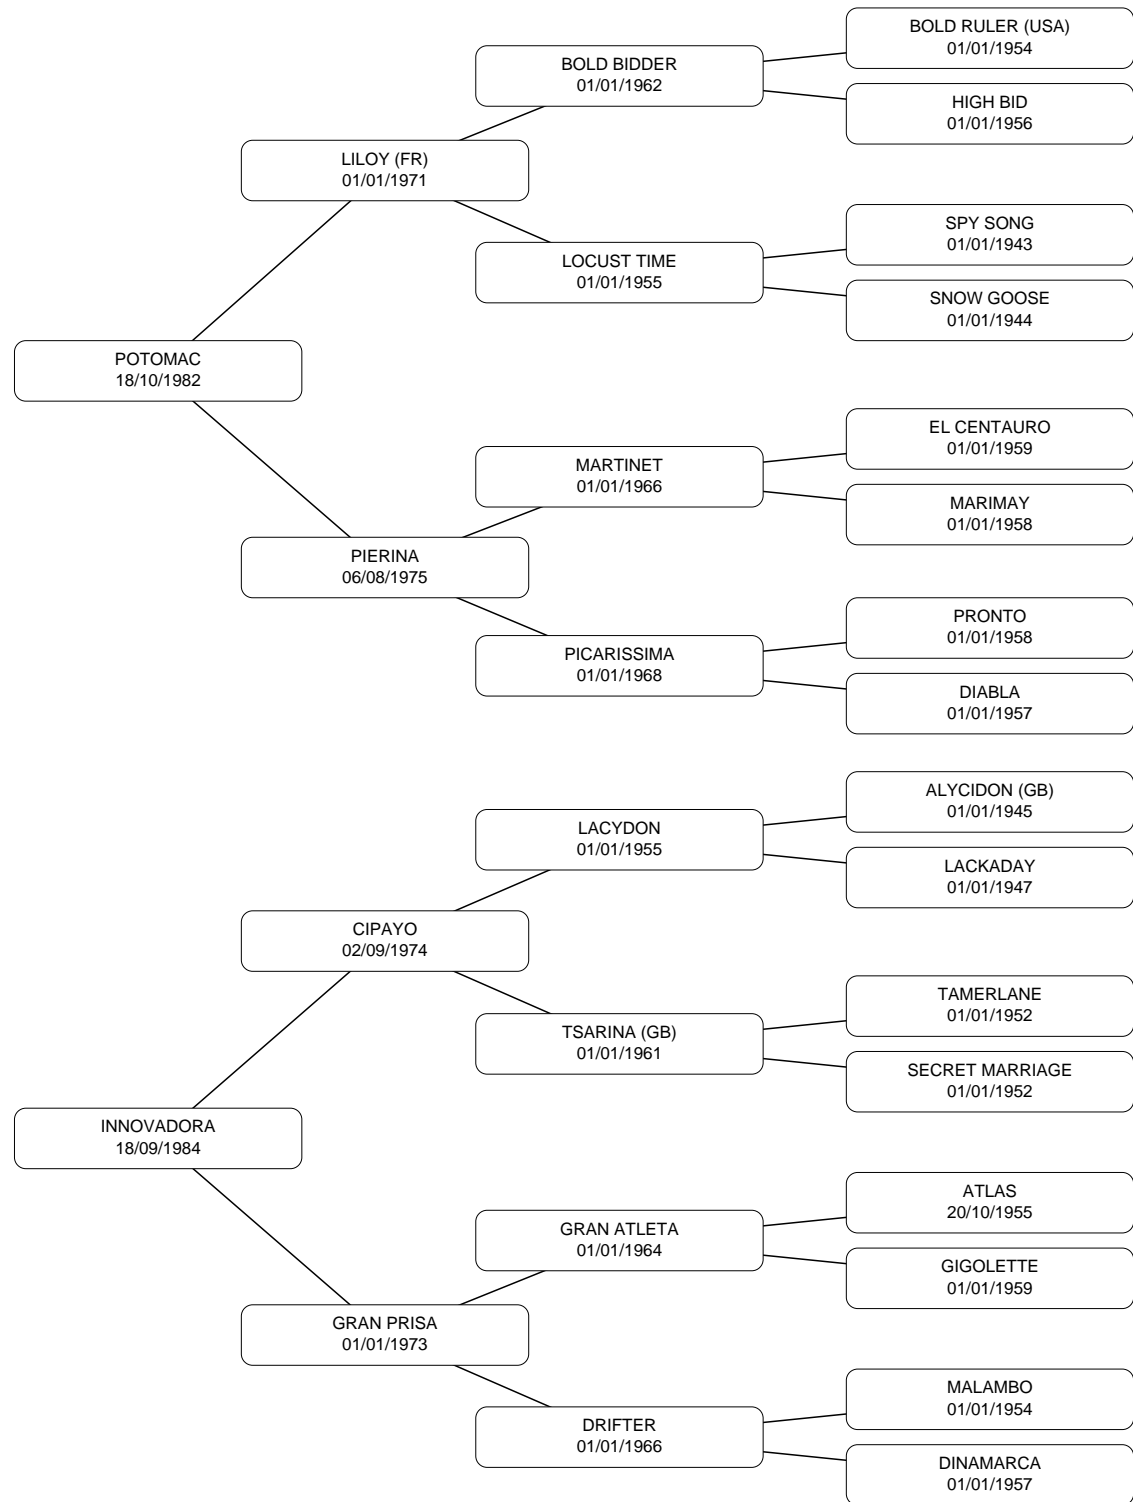 BOLD RULER (USA)
01/01/1954
BOLD BIDDER
01/01/1962
HIGH BID
01/01/1956
LILOY (FR)
01/01/1971
SPY SONG
01/01/1943
LOCUST TIME
01/01/1955
SNOW GOOSE
01/01/1944
POTOMAC
18/10/1982
EL CENTAURO
01/01/1959
MARTINET
01/01/1966
MARIMAY
01/01/1958
PIERINA
06/08/1975
PRONTO
01/01/1958
PICARISSIMA
01/01/1968
DIABLA
01/01/1957
ALYCIDON (GB)
01/01/1945
LACYDON
01/01/1955
LACKADAY
01/01/1947
CIPAYO
02/09/1974
TAMERLANE
01/01/1952
TSARINA (GB)
01/01/1961
SECRET MARRIAGE
01/01/1952
INNOVADORA
18/09/1984
ATLAS
20/10/1955
GRAN ATLETA
01/01/1964
GIGOLETTE
01/01/1959
GRAN PRISA
01/01/1973
MALAMBO
01/01/1954
DRIFTER
01/01/1966
DINAMARCA
01/01/1957